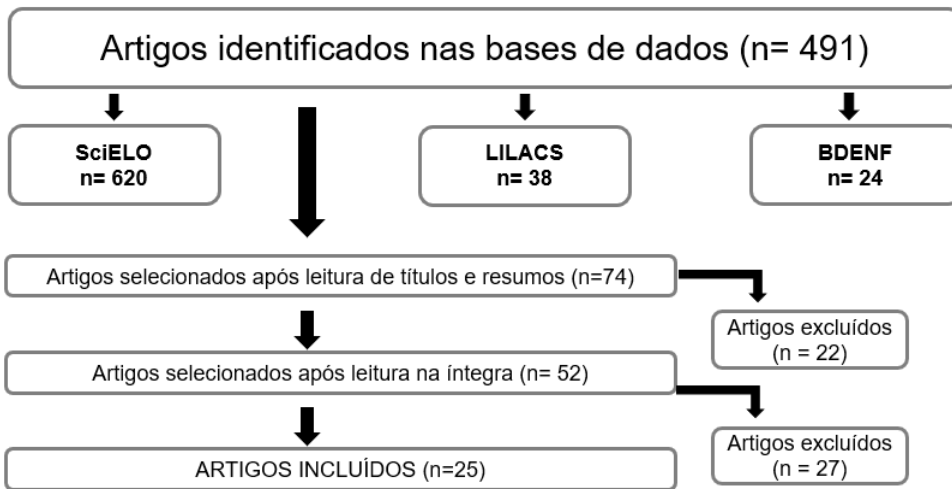 Artigos identificados nas bases de dados (n= 491)
SciELO
n= 620
LILACS
n= 38
BDENF
n= 24
Artigos selecionados após leitura de títulos e resumos (n=74)
Artigos excluídos
(n = 22)
Artigos selecionados após leitura na íntegra (n= 52)
Artigos excluídos
(n = 27)
ARTIGOS INCLUÍDOS (n=25)